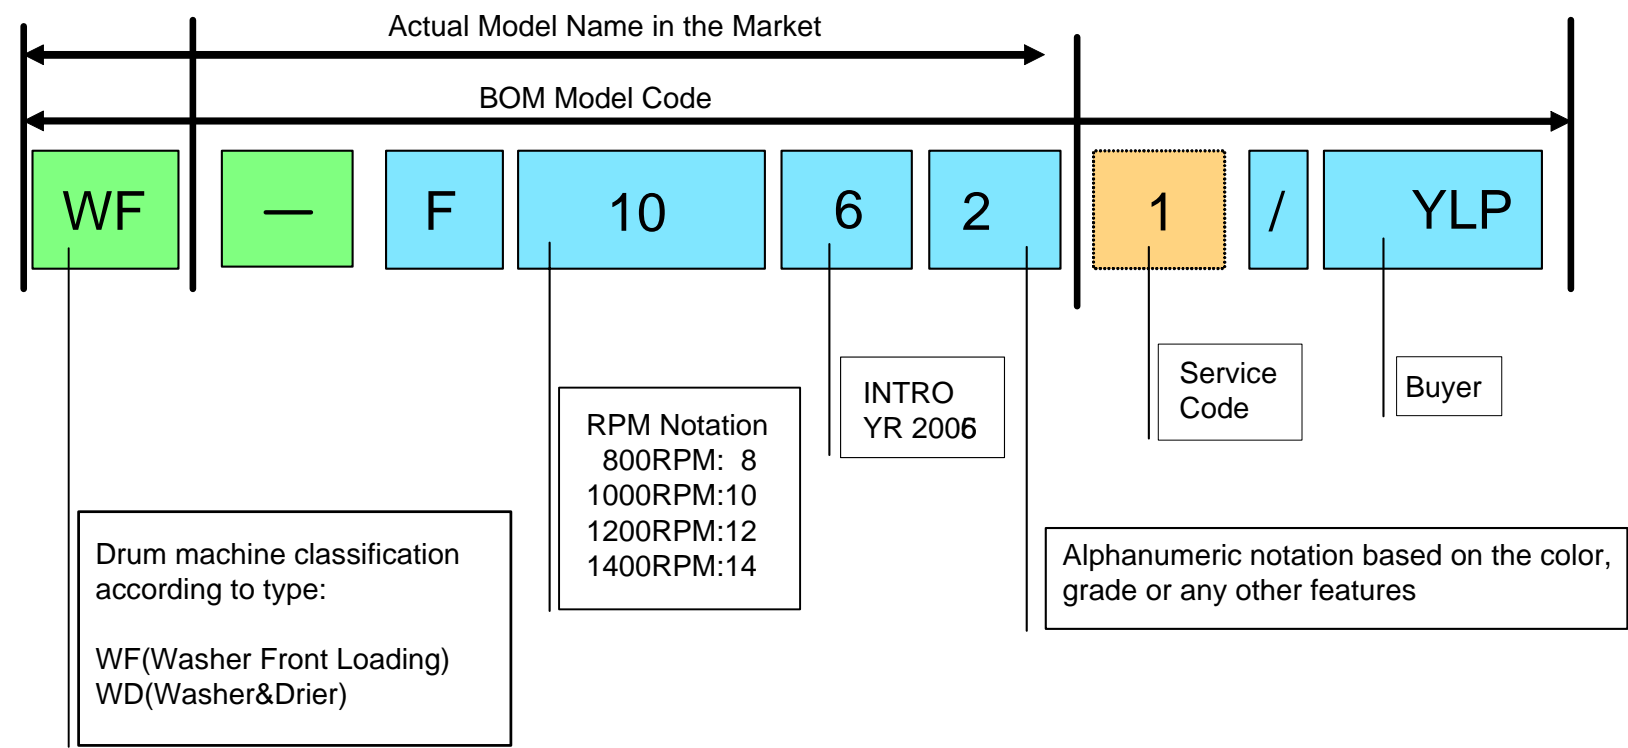 Actual Model Name in the Market
BOM Model Code
WF — F 10 6 2 1 / YLP
Drum machine classification
according to type:
WF(Washer Front Loading)
WD(Washer&Drier)
RPM Notation
800RPM: 8
1000RPM:10
1200RPM:12
1400RPM:14
INTRO
YR 2006
Alphanumeric notation based on the color,
grade or any other features
Service
Code
Buyer